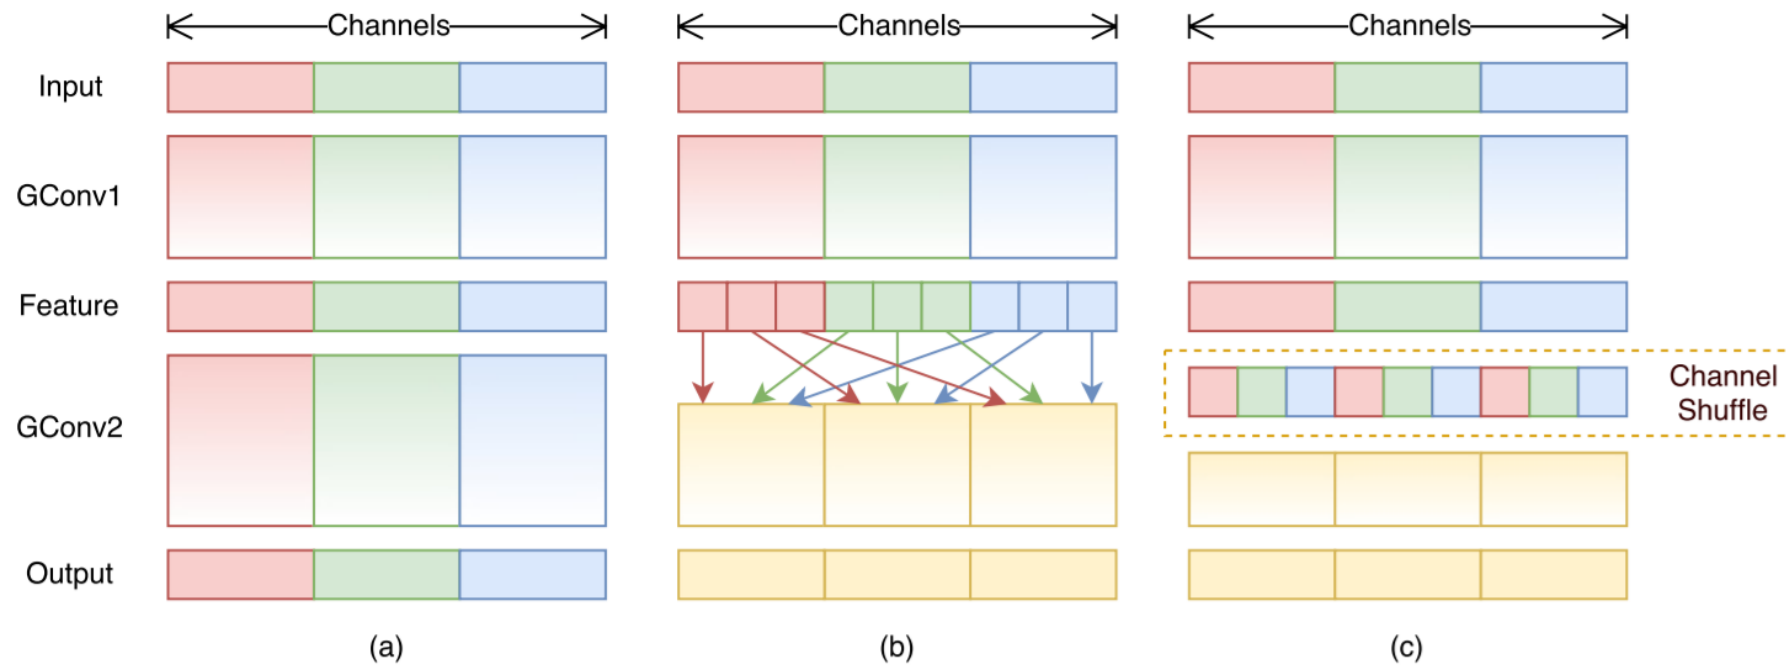 Channels
Channels
Channels
Input
GConv1
Feature
GConv2
Channel
Shuffle
Output
(a)
(b)
(c)